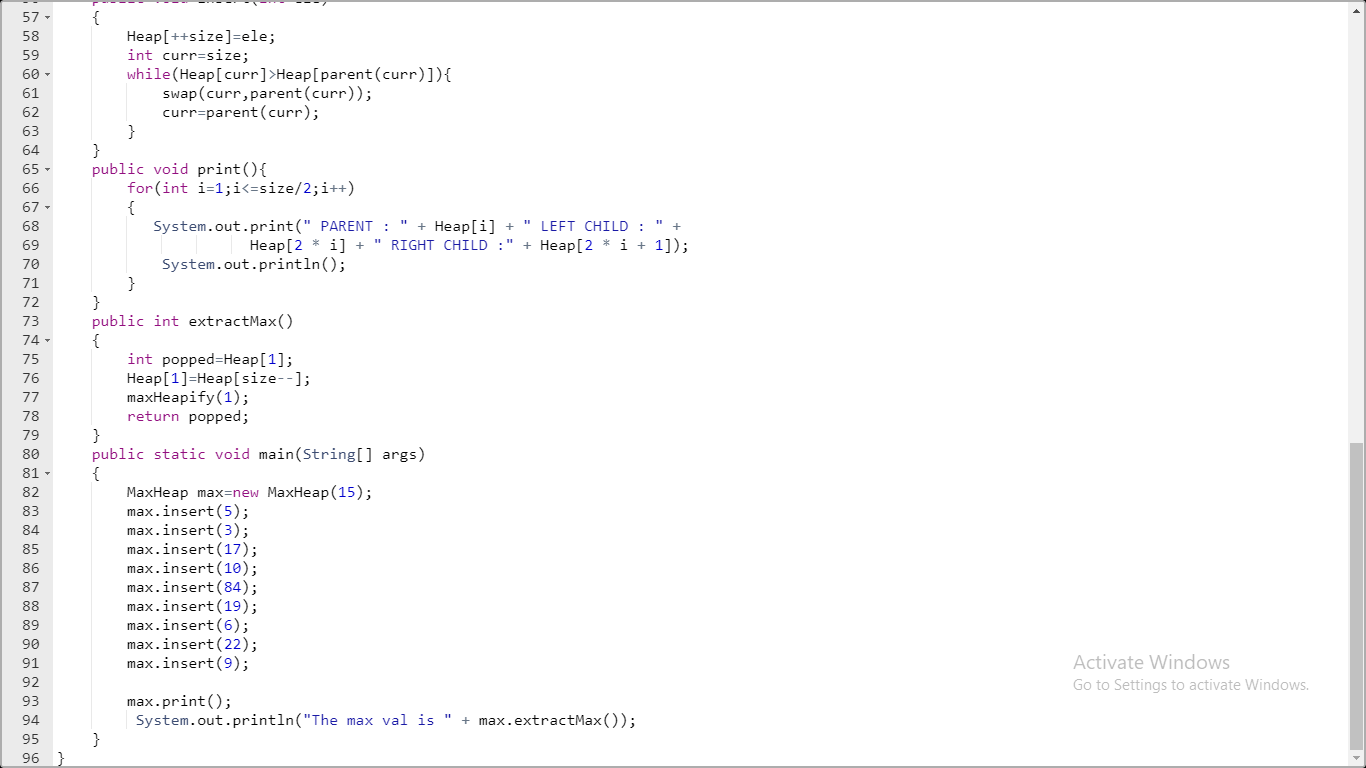 57 {
58 Heap[++size]=ele;
59 int curr=size;
60 while(Heap[curr]>Heap[parent(curr)]){
61 swap(curr,parent(curr));
62 curr=parent(curr);
63 }
64 }
65 public void print(){
66 for(int i=1;i<=size/2;i++)
67 {
68 System.out.print(" PARENT : " + Heap[i] + " LEFT CHILD : " +
69 Heap[2 * i] + " RIGHT CHILD :" + Heap[2 * i + 1]);
70 System.out.println();
71 }
72 }
73 public int extractMax()
74 {
75 int popped=Heap[1];
76 Heap[1]=Heap[size--];
77 maxHeapify(1);
78 return popped;
79 }
80 public static void main(String[] args)
81 {
82 MaxHeap max=new MaxHeap(15);
83 max.insert(5);
84 max.insert(3);
85 max.insert(17);
86 max.insert(10);
87 max.insert(84);
88 max.insert(19);
89 max.insert(6);
90 max.insert(22);
91 max.insert(9);
92
93 max.print();
94 System.out.println("The max val is " + max.extractMax());
95 }
96 }
Activate Windows
Go to Settings to activate Windows.